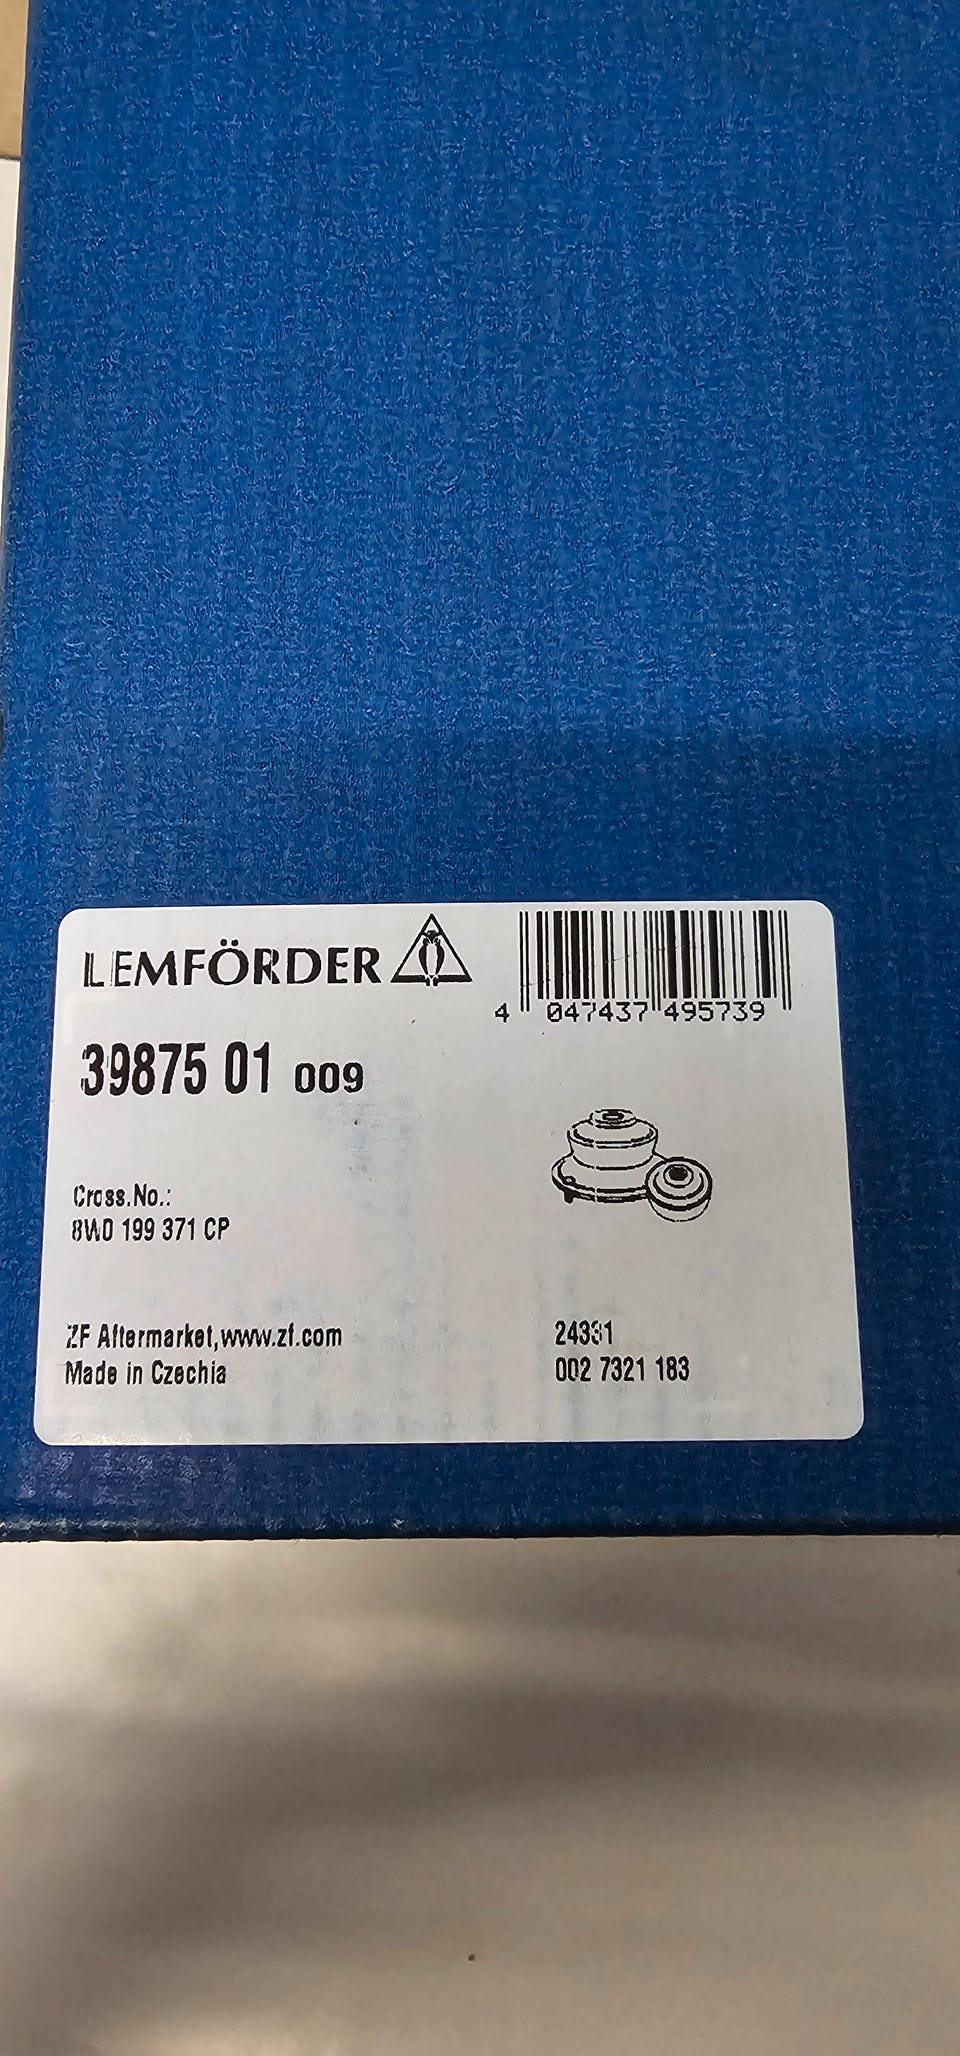 LEMFÖRDER
4 047437 495739
39875 01 009
Cross.No.:
8W0 199 371 CP
ZF Aftermarket,www.zf.com
Made in Czechia
24331
002 7321 183